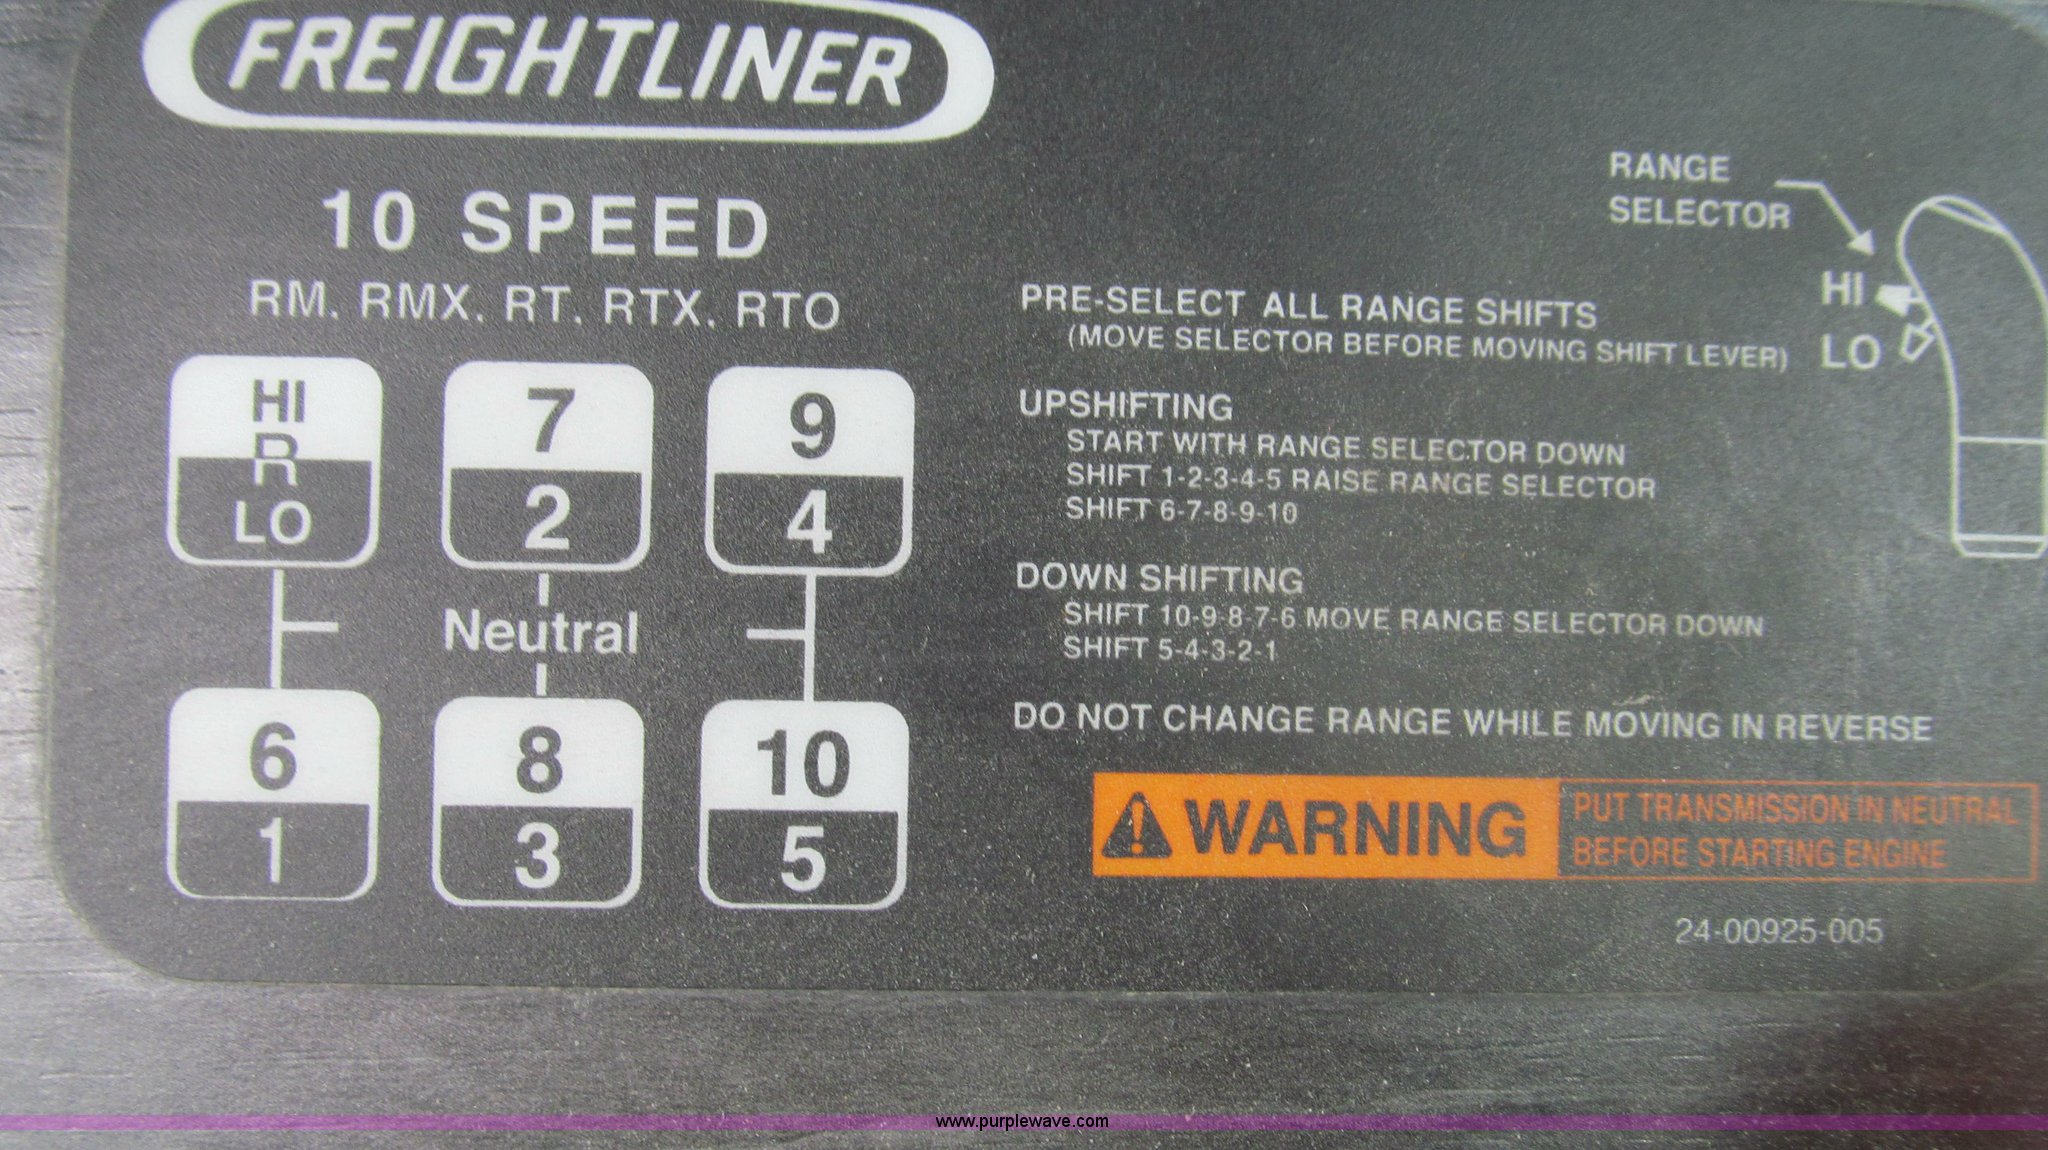 FREIGHTLINER
10 SPEED
RM. RMX. RT. RTX. RTO
HI
R
LO
7
2
9
4
Neutral
6
1
8
3
10
5
RANGE
SELECTOR
HI
LO
PRE-SELECT ALL RANGE SHIFTS
(MOVE SELECTOR BEFORE MOVING SHIFT LEVER)
UPSHIFTING
START WITH RANGE SELECTOR DOWN
SHIFT 1-2-3-4-5 RAISE RANGE SELECTOR
SHIFT 6-7-8-9-10
DOWN SHIFTING
SHIFT 10-9-8-7-6 MOVE RANGE SELECTOR DOWN
SHIFT 5-4-3-2-1
DO NOT CHANGE RANGE WHILE MOVING IN REVERSE
WARNING
PUT TRANSMISSION IN NEUTRAL
BEFORE STARTING ENGINE
24-00925-005
www.purplewave.com